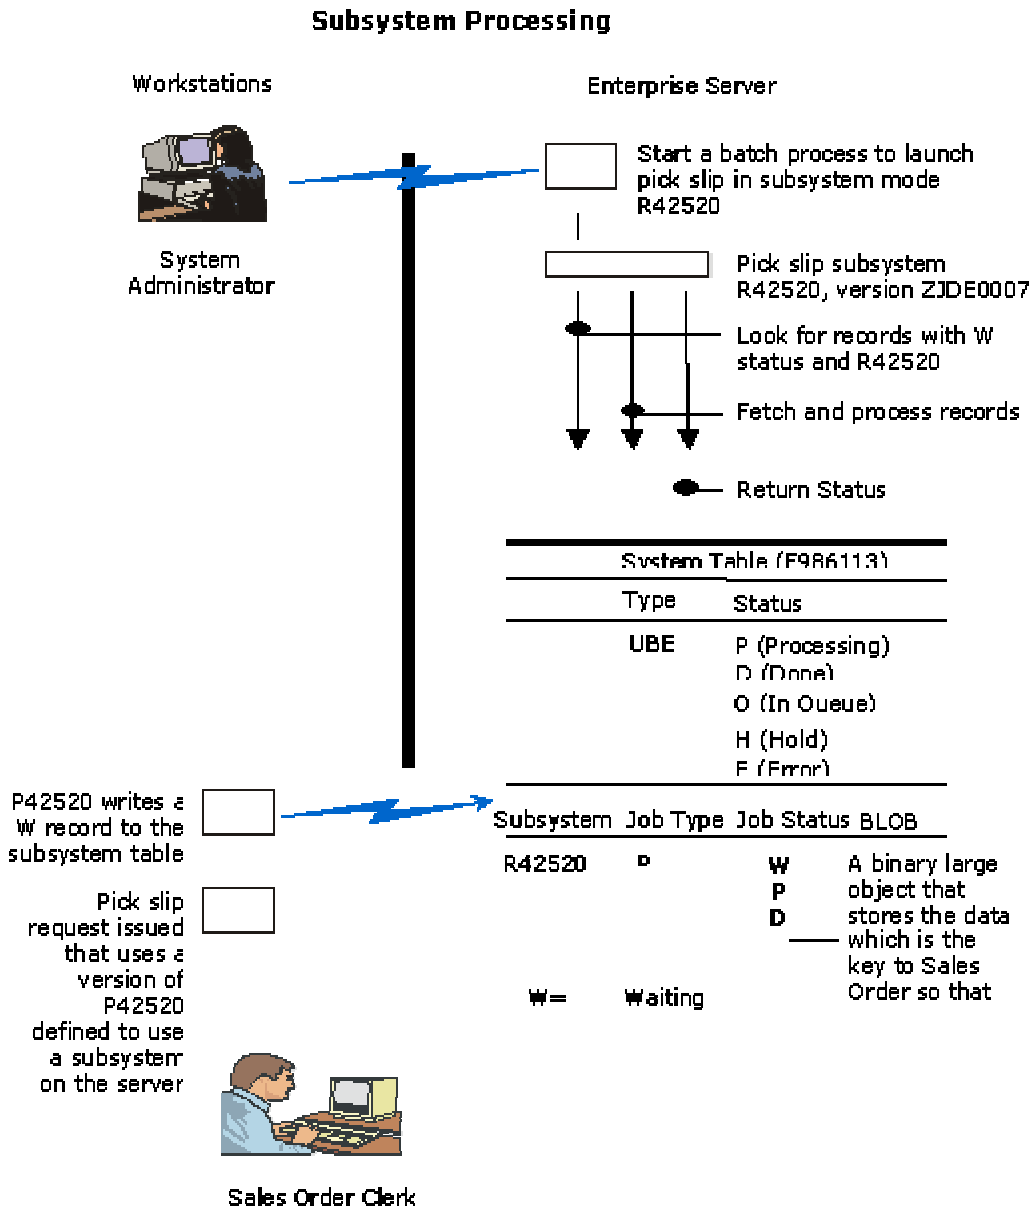 Subsystem Processing
Workstations
Enterprise Server
Start a batch process to launch
pick slip in subsystem mode
R42520
System
Administrator
Pick slip subsystem
R42520, version ZJDE0007
Look for records with W
status and R42520
Fetch and process records
Return Status
System Table (F986113)
Type
Status
UBE
P (Processing)
D (Done)
O (In Queue)
H (Hold)
E (Error)
P42520 writes a
W record to the
subsystem table
Subsystem Job Type Job Status BLOB
R42520
P
W
P
D
A binary large
object that
stores the data
which is the
key to Sales
Order so that
Pick slip
request issued
that uses a
version of
P42520
defined to use
a subsystem
on the server
W= Waiting
Sales Order Clerk